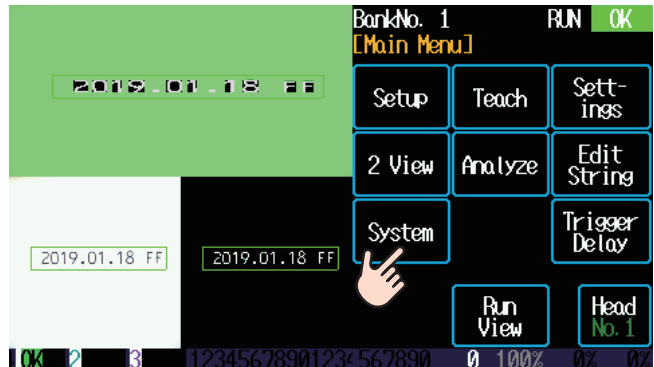 BankNo. 1 RUN OK
[Main Menu]
2019.01.18 FF
Setup Teach Sett-
ings
2 View Analyze Edit
String
System Trigger
Delay
2019.01.18 FF 2019.01.18 FF
Run
View
Head
No.1
OK 2 3 12345678901234567890 0 100% 0% 0%